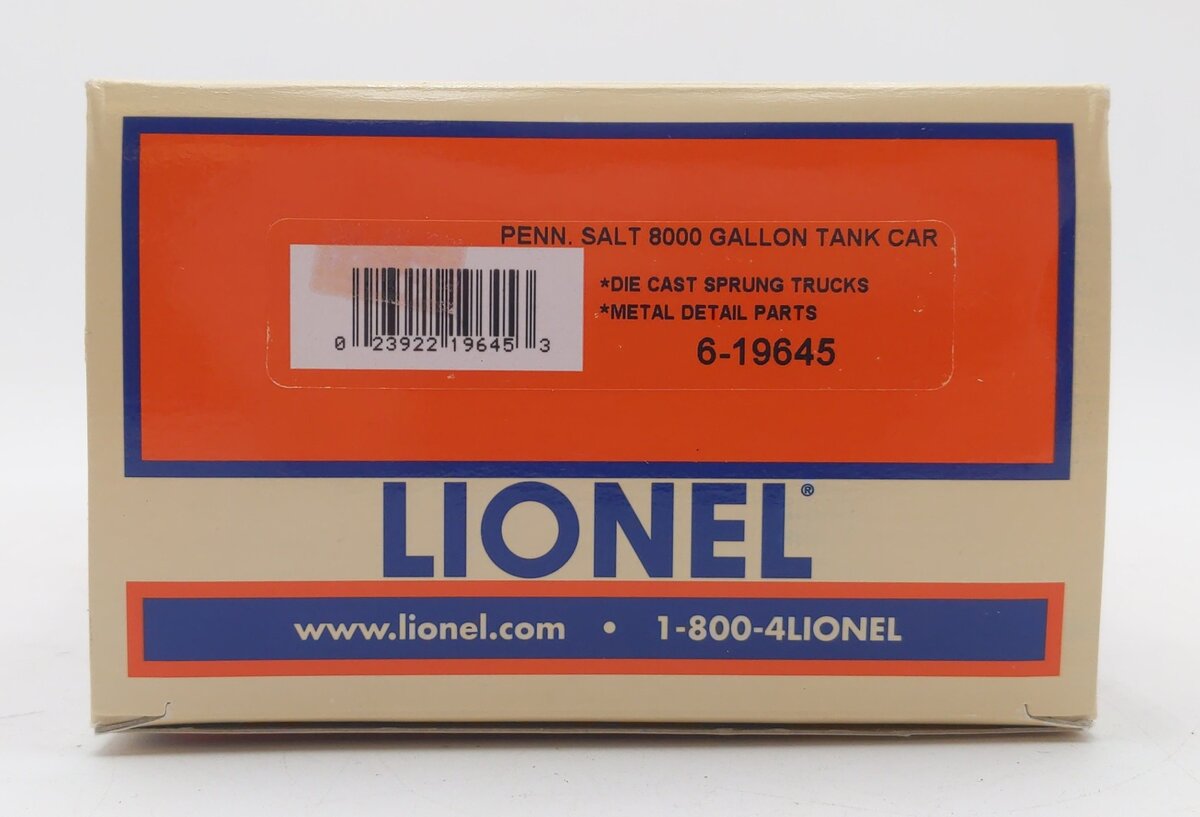 PENN. SALT 8000 GALLON TANK CAR
*DIE CAST SPRUNG TRUCKS
*METAL DETAIL PARTS
6-19645
0 23922 19645 3
LIONEL®
www.lionel.com • 1-800-4LIONEL